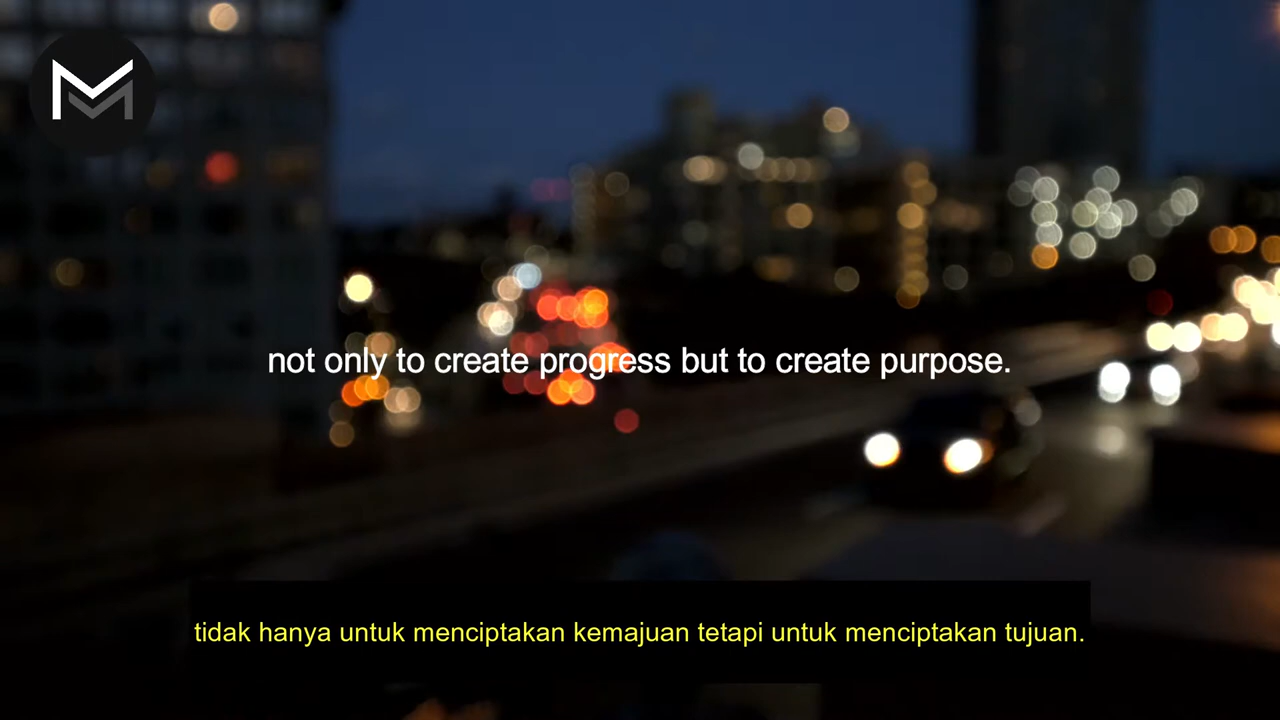 not only to create progress but to create purpose.
tidak hanya untuk menciptakan kemajuan tetapi untuk menciptakan tujuan.